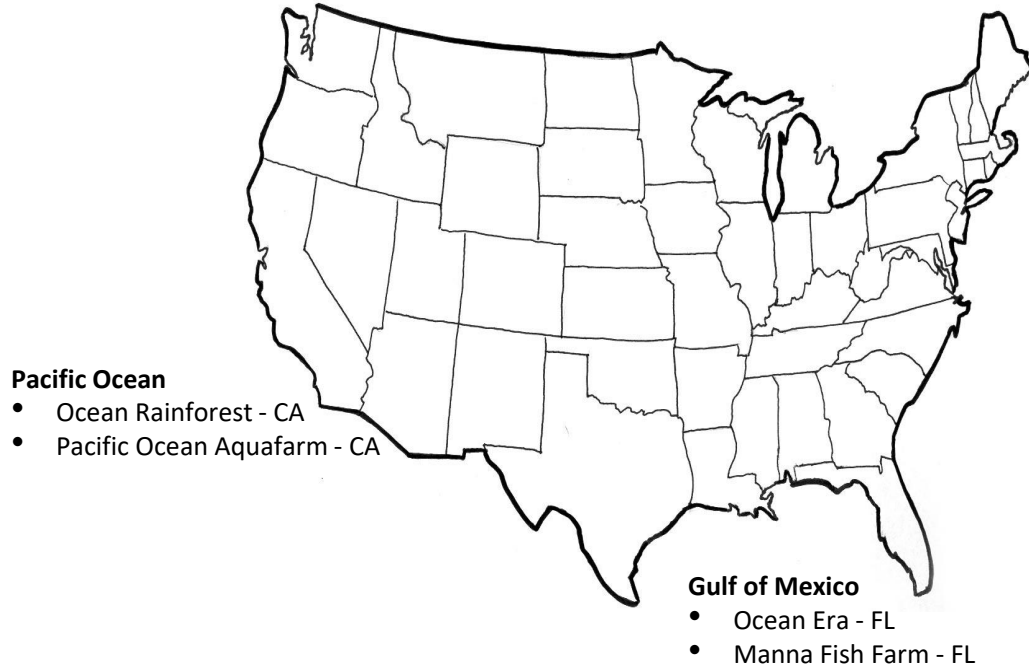 Pacific Ocean
• Ocean Rainforest - CA
• Pacific Ocean Aquafarm - CA
Gulf of Mexico
• Ocean Era - FL
• Manna Fish Farm - FL